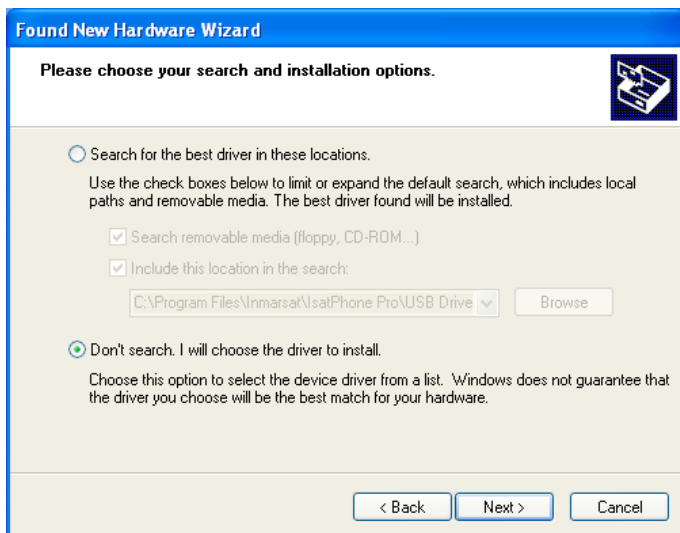 Found New Hardware Wizard
Please choose your search and installation options.
Search for the best driver in these locations.
Use the check boxes below to limit or expand the default search, which includes local
paths and removable media. The best driver found will be installed.
Search removable media (floppy, CD-ROM...)
Include this location in the search:
C:\Program Files\Inmarsat\IsatPhone Pro\USB Drive
Browse
Don't search. I will choose the driver to install.
Choose this option to select the device driver from a list.  Windows does not guarantee that
the driver you choose will be the best match for your hardware.
< Back Next > Cancel